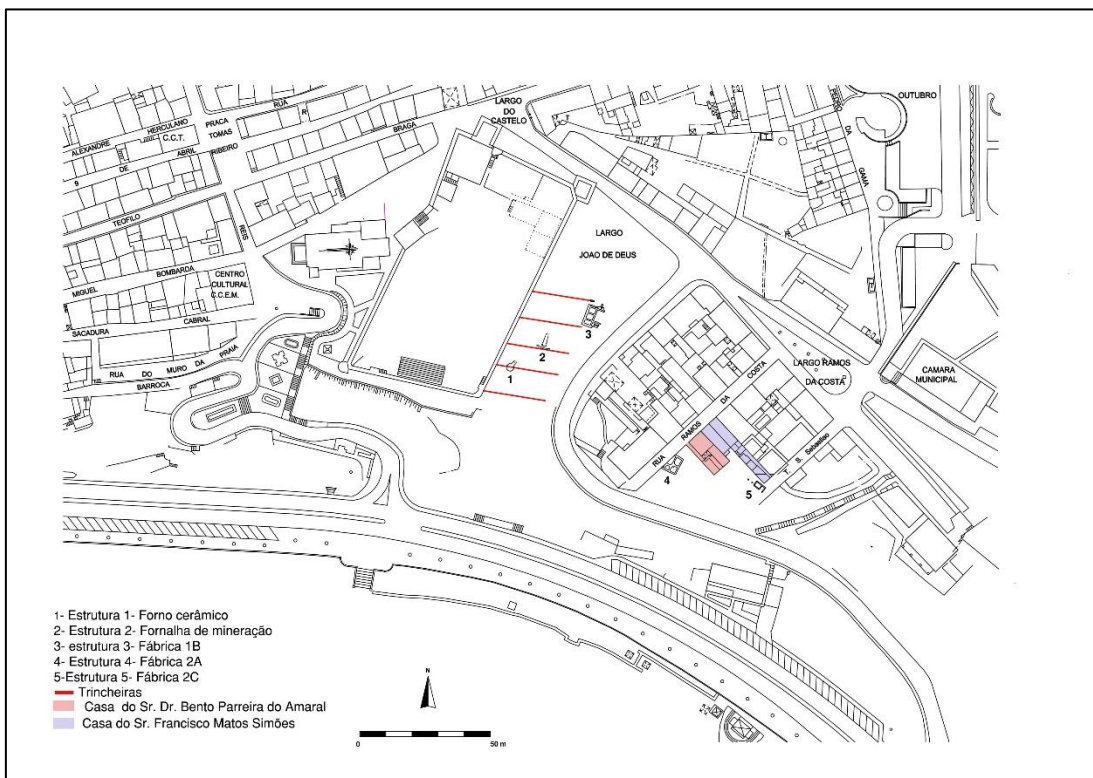 LARGO
DO
CASTELO
OUTUBRO
PEDRO DA GAMA
RUA
PRACA
TOMAS
RIBEIRO
ALEXANDRE HERCULANO
C.C.T.
9 DE ABRIL
BRAGA
TEOFILO
REIS
MIGUEL BOMBARDA
CENTRO
CULTURAL
C.C.E.M.
SACADURA CABRAL
RUA DO MURO DA PRAIA
BARROCA
LARGO
JOAO DE DEUS
3
2
1
LARGO RAMOS
DA COSTA
CAMARA
MUNICIPAL
RUA RAMOS DA COSTA
T. S. Sebastiao
4
5
1- Estrutura 1- Forno cerâmico
2- Estrutura 2- Fornalha de mineração
3- estrutura 3- Fábrica 1B
4- Estrutura 4- Fábrica 2A
5-Estrutura 5- Fábrica 2C
Trincheiras
Casa do Sr. Dr. Bento Parreira do Amaral
Casa do Sr. Francisco Matos Simões
N
0 50 m